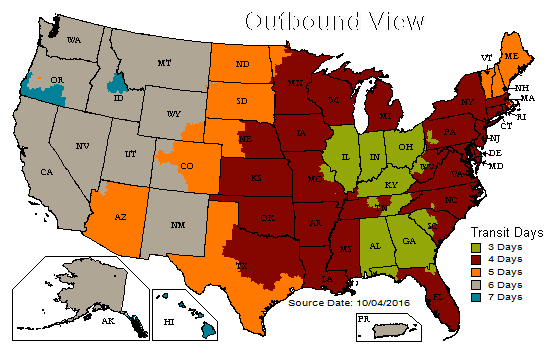 Outbound View
WA
MT
ND
MN
VT
ME
OR
ID
SD
WI
MI
NY
NH
MA
WY
RI
CT
NE
IA
PA
NJ
NV
UT
CO
IL
IN
OH
DE
MD
CA
KS
MO
WV
VA
KY
AZ
NM
OK
AR
TN
NC
SC
TX
LA
MS
AL
GA
FL
AK
HI
PR
Transit Days
3 Days
4 Days
5 Days
6 Days
7 Days
Source Date: 10/04/2016